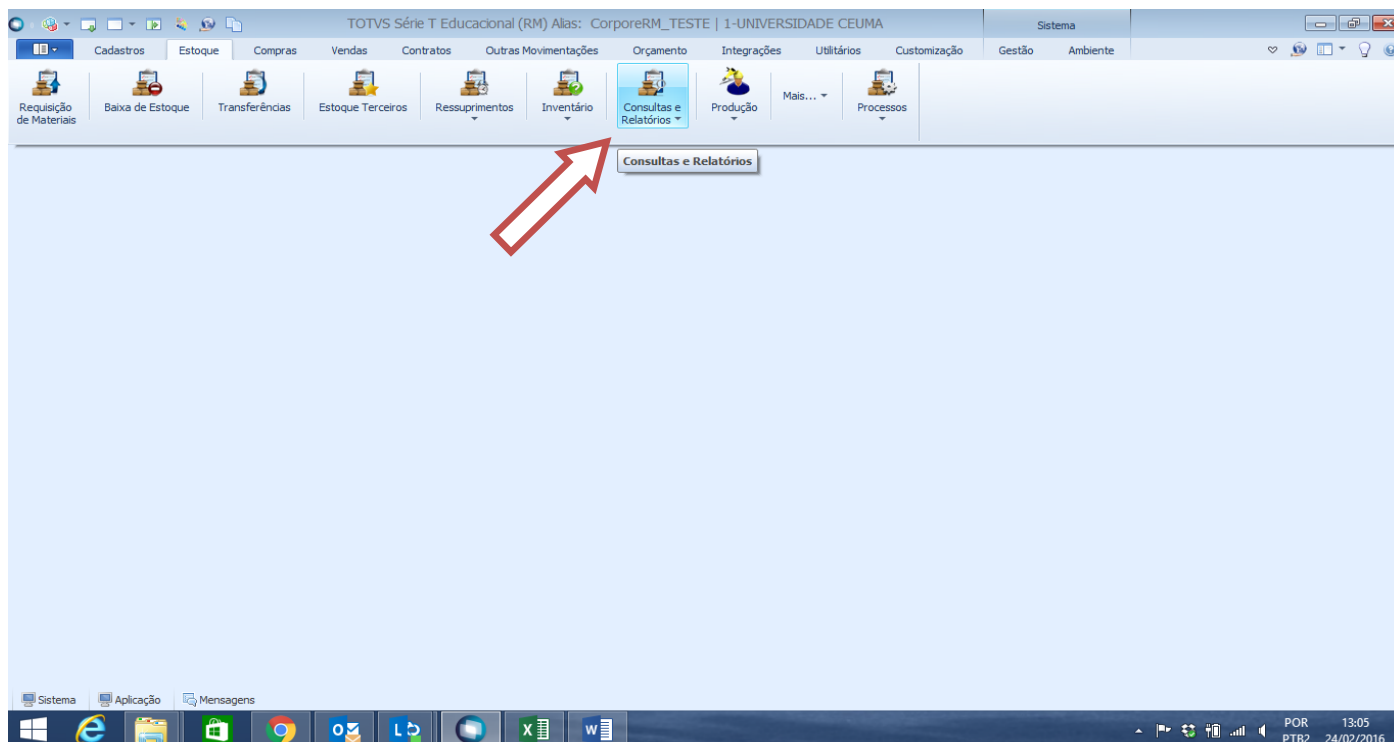 TOTVS Série T Educacional (RM) Alias: CorporeRM_TESTE | 1-UNIVERSIDADE CEUMA
Sistema
Cadastros Estoque Compras Vendas Contratos Outras Movimentações Orçamento Integrações Utilitários Customização Gestão Ambiente
Requisição de Materiais
Baixa de Estoque
Transferências
Estoque Terceiros
Ressuprimentos
Inventário
Consultas e Relatórios
Produção
Mais...
Processos
Consultas e Relatórios
Sistema Aplicação Mensagens
POR 13:05
PTB2 24/02/2016